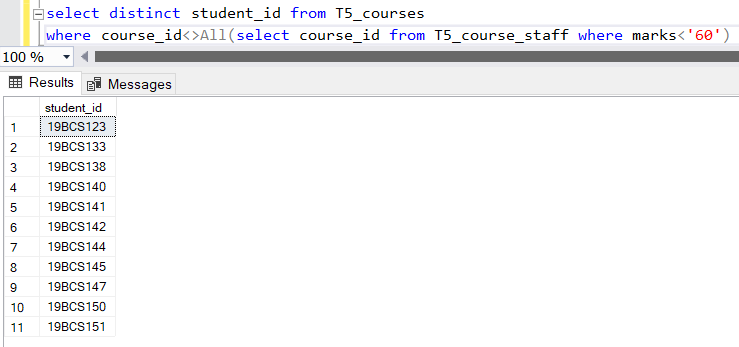 select distinct student_id from T5_courses
where course_id<>All(select course_id from T5_course_staff where marks<'60')
100 %
Results Messages
student_id
1 19BCS123
2 19BCS133
3 19BCS138
4 19BCS140
5 19BCS141
6 19BCS142
7 19BCS144
8 19BCS145
9 19BCS147
10 19BCS150
11 19BCS151